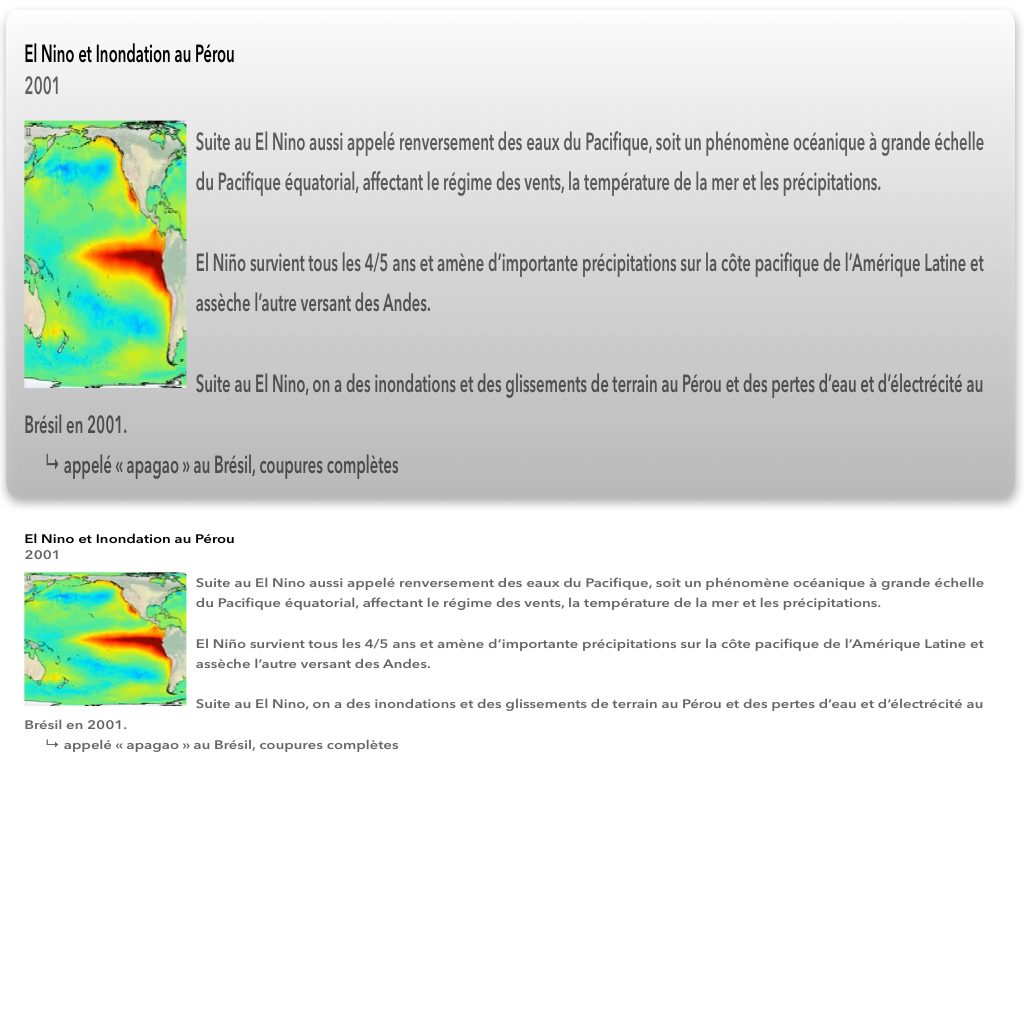 El Nino et Inondation au Pérou
2001
Suite au El Nino aussi appelé renversement des eaux du Pacifique, soit un phénomène océanique à grande échelle
du Pacifique équatorial, affectant le régime des vents, la température de la mer et les précipitations.
El Niño survient tous les 4/5 ans et amène d’importante précipitations sur la côte pacifique de l’Amérique Latine et
assèche l’autre versant des Andes.
Suite au El Nino, on a des inondations et des glissements de terrain au Pérou et des pertes d’eau et d’électrécité au
Brésil en 2001.
↳ appelé « apagao » au Brésil, coupures complètes
El Nino et Inondation au Pérou
2001
Suite au El Nino aussi appelé renversement des eaux du Pacifique, soit un phénomène océanique à grande échelle
du Pacifique équatorial, affectant le régime des vents, la température de la mer et les précipitations.
El Niño survient tous les 4/5 ans et amène d’importante précipitations sur la côte pacifique de l’Amérique Latine et
assèche l’autre versant des Andes.
Suite au El Nino, on a des inondations et des glissements de terrain au Pérou et des pertes d’eau et d’électrécité au
Brésil en 2001.
↳ appelé « apagao » au Brésil, coupures complètes